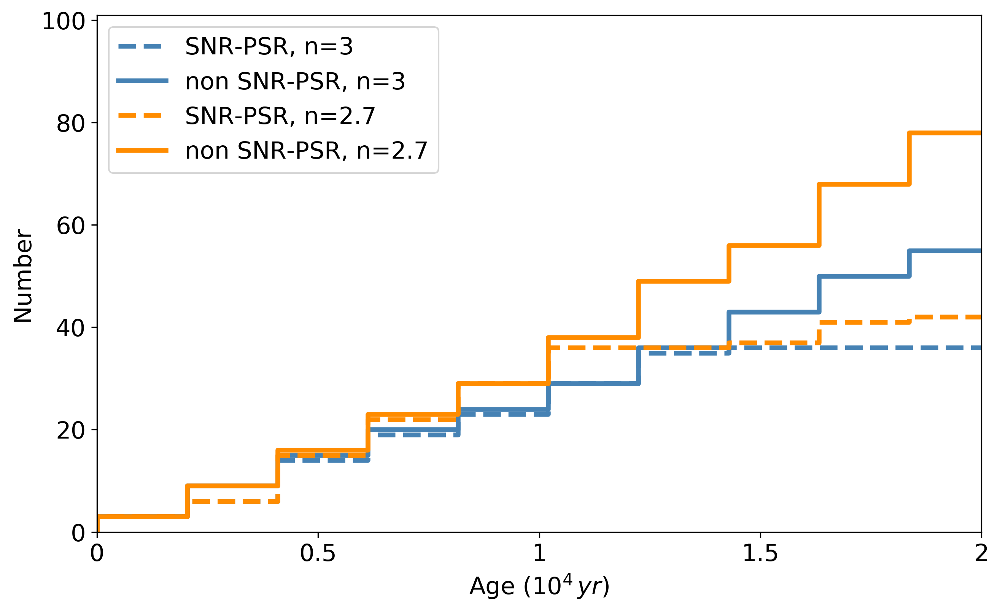 100
80
60
40
20
0
Number
SNR-PSR, n=3
non SNR-PSR, n=3
SNR-PSR, n=2.7
non SNR-PSR, n=2.7
0 0.5 1 1.5 2
Age (10⁴ yr)